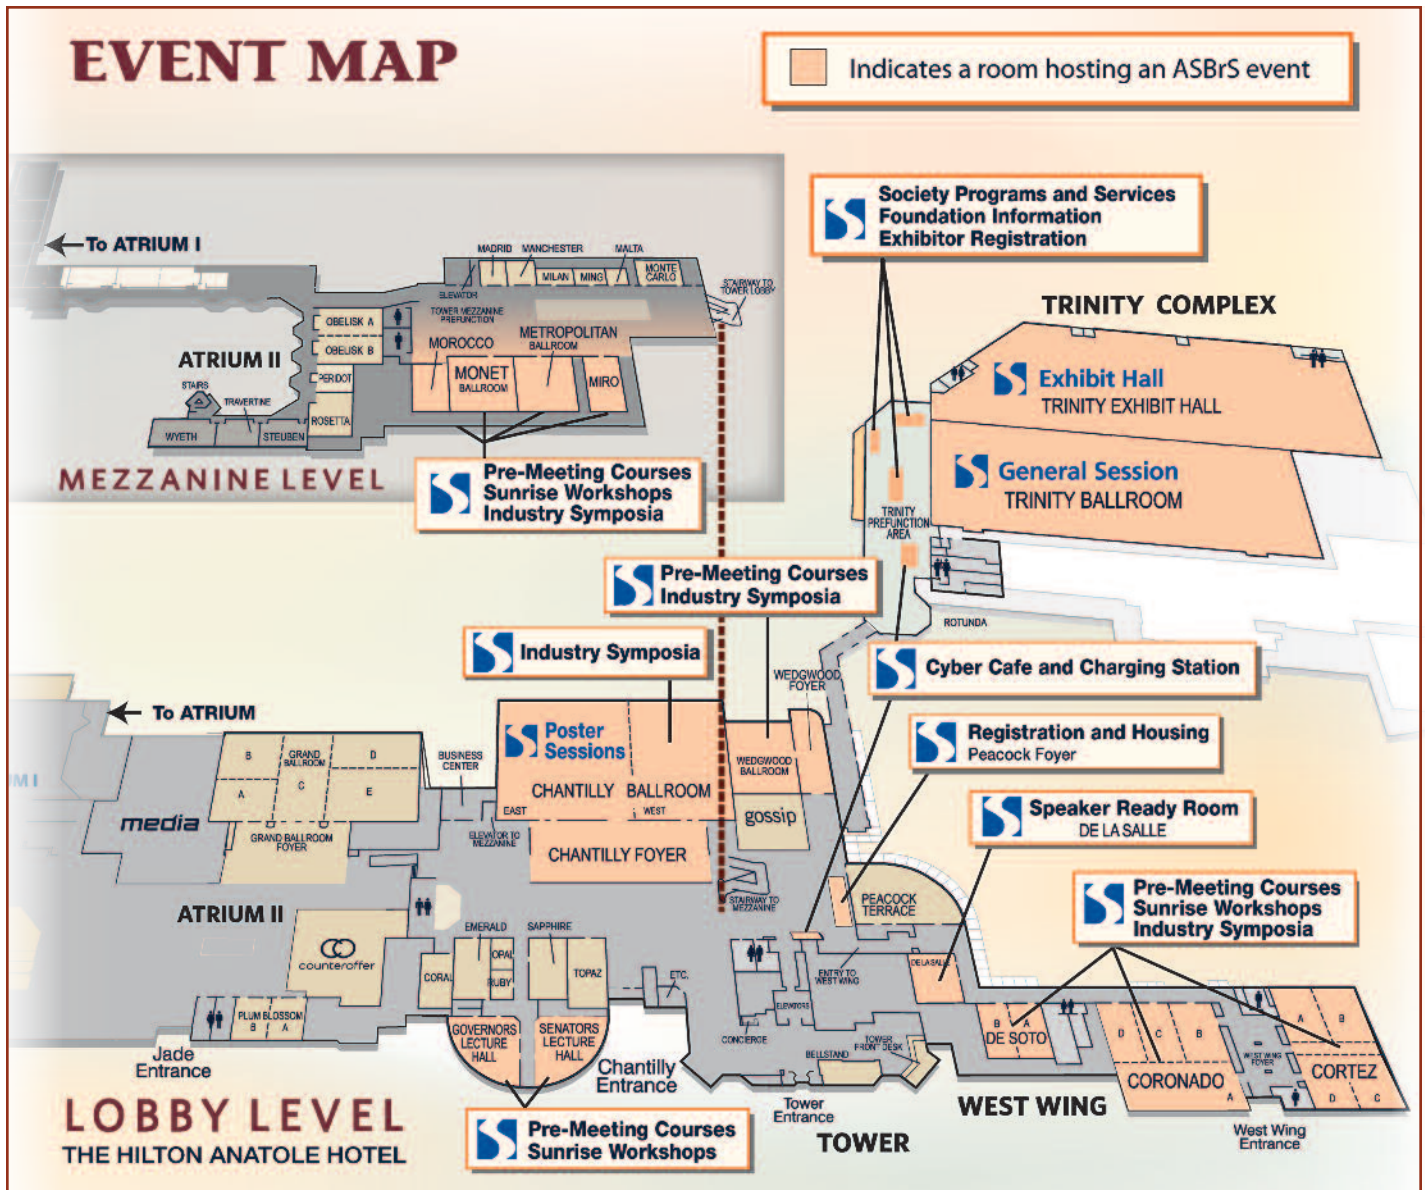 EVENT MAP
Indicates a room hosting an ASBrS event
To ATRIUM I
Society Programs and Services
Foundation Information
Exhibitor Registration
MADRID
MANCHESTER
MALTA
MILAN
MING
MONTE
CARLO
ELEVATOR
STAIRWAY TO
TOWER LOBBY
TOWER MEZZANINE
PREFUNCTION
OBELISK A
OBELISK B
METROPOLITAN
BALLROOM
MOROCCO
MONET
BALLROOM
MIRO
ATRIUM II
PERIDOT
STAIRS
TRAVERTINE
ROSETTA
WYETH
STEUBEN
MEZZANINE LEVEL
Pre-Meeting Courses
Sunrise Workshops
Industry Symposia
TRINITY COMPLEX
Exhibit Hall
TRINITY EXHIBIT HALL
General Session
TRINITY BALLROOM
TRINITY
PREFUNCTION
AREA
ROTUNDA
Pre-Meeting Courses
Industry Symposia
Industry Symposia
Cyber Cafe and Charging Station
WEDGWOOD
FOYER
To ATRIUM
Registration and Housing
Peacock Foyer
Poster
Sessions
CHANTILLY BALLROOM
EAST
WEST
WEDGWOOD
BALLROOM
BUSINESS
CENTER
B
GRAND
BALLROOM
D
A
C
E
M I
media
GRAND BALLROOM
FOYER
ELEVATOR TO
MEZZANINE
gossip
CHANTILLY FOYER
Speaker Ready Room
DE LA SALLE
STAIRWAY TO
MEZZANINE
PEACOCK
TERRACE
Pre-Meeting Courses
Sunrise Workshops
Industry Symposia
ATRIUM II
counteroffer
EMERALD
SAPPHIRE
OPAL
RUBY
CORAL
TOPAZ
ETC.
ENTRY TO
WEST WING
DE LA SALLE
ELEVATORS
PLUM BLOSSOM
B
A
GOVERNORS
LECTURE
HALL
SENATORS
LECTURE
HALL
CONCIERGE
TOWER
FRONT DESK
BELLSTAND
B
A
DE SOTO
D
C
B
CORONADO
A
WEST WING
FOYER
A
B
CORTEZ
D
C
Jade
Entrance
Chantilly
Entrance
Tower
Entrance
West Wing
Entrance
WEST WING
TOWER
LOBBY LEVEL
THE HILTON ANATOLE HOTEL
Pre-Meeting Courses
Sunrise Workshops